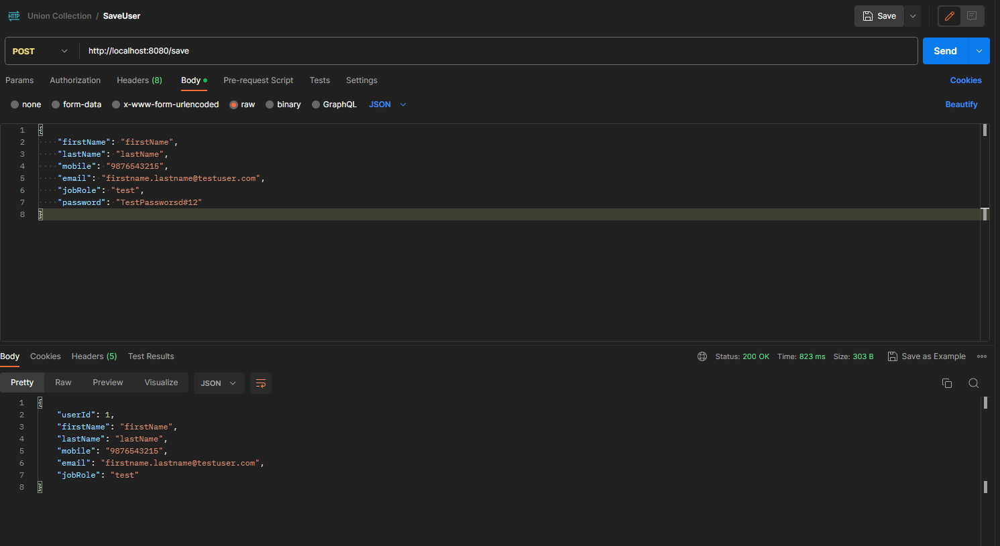 HTTP Union Collection / SaveUser
Save
POST http://localhost:8080/save Send
Params Authorization Headers (8) Body Pre-request Script Tests Settings Cookies
none form-data x-www-form-urlencoded raw binary GraphQL JSON Beautify
1 {
2 ····"firstName":·"firstName",
3 ····"lastName":·"lastName",
4 ····"mobile":·"9876543215",
5 ····"email":·"firstname.lastname@testuser.com",
6 ····"jobRole":·"test",
7 ····"password":·"TestPassworsd#12"
8 }
Body Cookies Headers (5) Test Results Status: 200 OK Time: 823 ms Size: 303 B Save as Example
Pretty Raw Preview Visualize JSON
1 {
2 "userId": 1,
3 "firstName": "firstName",
4 "lastName": "lastName",
5 "mobile": "9876543215",
6 "email": "firstname.lastname@testuser.com",
7 "jobRole": "test"
8 }